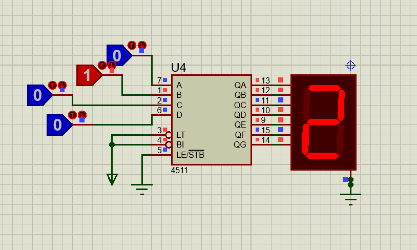 0
U4
1
0
0
7 A QA 13
1 B QB 12
2 C QC 11
6 D QD 10
QE 9
3 LT QF 15
4 BI QG 14
5 LE/STB
4511
2